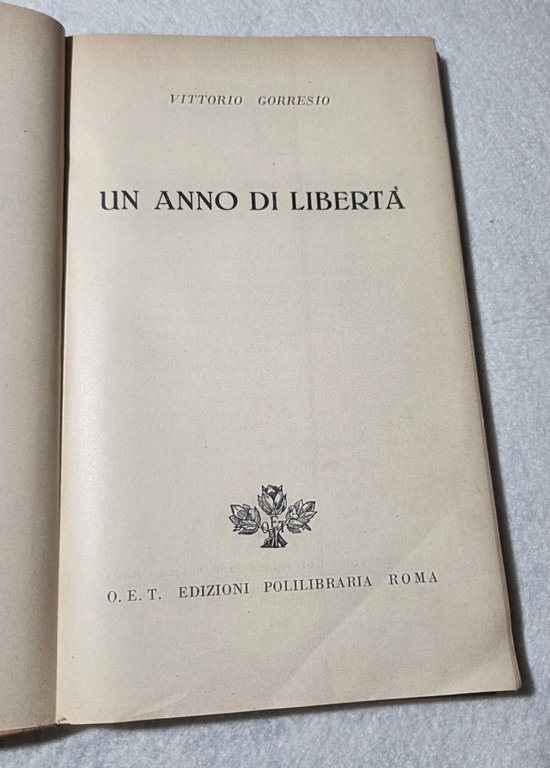 VITTORIO GORRESIO
UN ANNO DI LIBERTÀ
O E T
O. E. T. EDIZIONI POLILIBRARIA ROMA